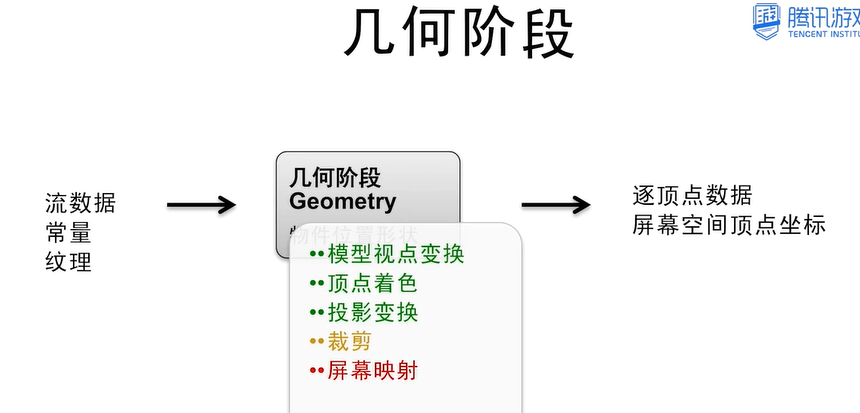 几何阶段
腾讯游戏
TENCENT INSTITU
几何阶段
Geometry
物件位置形状
流数据
常量
纹理
••模型视点变换
••顶点着色
••投影变换
••裁剪
••屏幕映射
逐顶点数据
屏幕空间顶点坐标